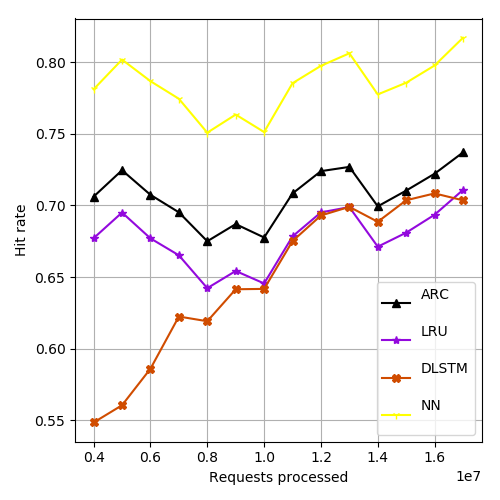 0.80
0.75
0.70
0.65
0.60
0.55
Hit rate
ARC
LRU
DLSTM
NN
0.4 0.6 0.8 1.0 1.2 1.4 1.6
1e7
Requests processed